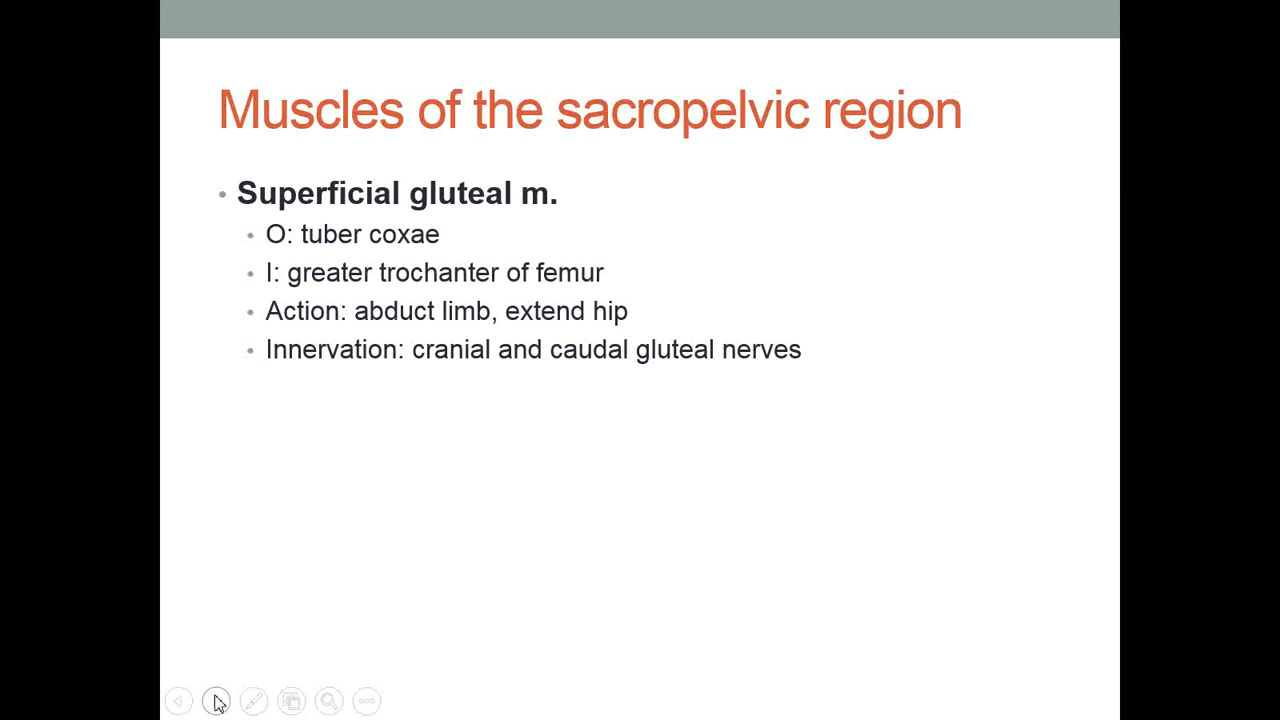 Muscles of the sacropelvic region
• Superficial gluteal m.
• O: tuber coxae
• I: greater trochanter of femur
• Action: abduct limb, extend hip
• Innervation: cranial and caudal gluteal nerves